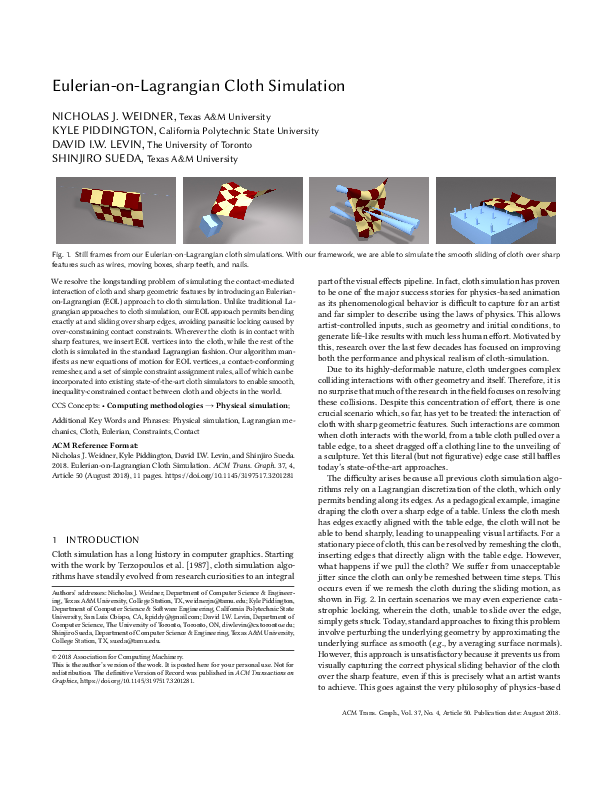 Eulerian-on-Lagrangian Cloth Simulation
NICHOLAS J. WEIDNER, Texas A&M University
KYLE PIDDINGTON, California Polytechnic State University
DAVID I.W. LEVIN, The University of Toronto
SHINJIRO SUEDA, Texas A&M University
Fig. 1. Still frames from our Eulerian-on-Lagrangian cloth simulations. With our framework, we are able to simulate the smooth sliding of cloth over sharp
features such as wires, moving boxes, sharp teeth, and nails.
We resolve the longstanding problem of simulating the contact-mediated
interaction of cloth and sharp geometric features by introducing an Eulerian-
on-Lagrangian (EOL) approach to cloth simulation. Unlike traditional La-
grangian approaches to cloth simulation, our EOL approach permits bending
exactly at and sliding over sharp edges, avoiding parasitic locking caused by
over-constraining contact constraints. Wherever the cloth is in contact with
sharp features, we insert EOL vertices into the cloth, while the rest of the
cloth is simulated in the standard Lagrangian fashion. Our algorithm man-
ifests as new equations of motion for EOL vertices, a contact-conforming
remesher, and a set of simple constraint assignment rules, all of which can be
incorporated into existing state-of-the-art cloth simulators to enable smooth,
inequality-constrained contact between cloth and objects in the world.
CCS Concepts: • Computing methodologies → Physical simulation;
Additional Key Words and Phrases: Physical simulation, Lagrangian me-
chanics, Cloth, Eulerian, Constraints, Contact
ACM Reference Format:
Nicholas J. Weidner, Kyle Piddington, David I.W. Levin, and Shinjiro Sueda.
2018. Eulerian-on-Lagrangian Cloth Simulation. ACM Trans. Graph. 37, 4,
Article 50 (August 2018), 11 pages. https://doi.org/10.1145/3197517.3201281
1 INTRODUCTION
Cloth simulation has a long history in computer graphics. Starting
with the work by Terzopoulos et al. [1987], cloth simulation algo-
rithms have steadily evolved from research curiosities to an integral
Authors' addresses: Nicholas J. Weidner, Department of Computer Science & Engineer-
ing, Texas A&M University, College Station, TX, weidnernj@tamu.edu; Kyle Piddington,
Department of Computer Science & Software Engineering, California Polytechnic State
University, San Luis Obispo, CA, kpiddy@gmail.com; David I.W. Levin, Department of
Computer Science, The University of Toronto, Toronto, ON, diwlevin@cs.toronto.edu;
Shinjiro Sueda, Department of Computer Science & Engineering, Texas A&M University,
College Station, TX, sueda@tamu.edu.
© 2018 Association for Computing Machinery.
This is the author's version of the work. It is posted here for your personal use. Not for
redistribution. The definitive Version of Record was published in ACM Transactions on
Graphics, https://doi.org/10.1145/3197517.3201281.
part of the visual effects pipeline. In fact, cloth simulation has proven
to be one of the major success stories for physics-based animation
as its phenomenological behavior is difficult to capture for an artist
and far simpler to describe using the laws of physics. This allows
artist-controlled inputs, such as geometry and initial conditions, to
generate life-like results with much less human effort. Motivated by
this, research over the last few decades has focused on improving
both the performance and physical realism of cloth-simulation.
Due to its highly-deformable nature, cloth undergoes complex
colliding interactions with other geometry and itself. Therefore, it is
no surprise that much of the research in the field focuses on resolving
these collisions. Despite this concentration of effort, there is one
crucial scenario which, so far, has yet to be treated: the interaction of
cloth with sharp geometric features. Such interactions are common
when cloth interacts with the world, from a table cloth pulled over a
table edge, to a sheet dragged off a clothing line to the unveiling of
a sculpture. Yet this literal (but not figurative) edge case still baffles
today's state-of-the-art approaches.
The difficulty arises because all previous cloth simulation algo-
rithms rely on a Lagrangian discretization of the cloth, which only
permits bending along its edges. As a pedagogical example, imagine
draping the cloth over a sharp edge of a table. Unless the cloth mesh
has edges exactly aligned with the table edge, the cloth will not be
able to bend sharply, leading to unappealing visual artifacts. For a
stationary piece of cloth, this can be resolved by remeshing the cloth,
inserting edges that directly align with the table edge. However,
what happens if we pull the cloth? We suffer from unacceptable
jitter since the cloth can only be remeshed between time steps. This
occurs even if we remesh the cloth during the sliding motion, as
shown in Fig. 2. In certain scenarios we may even experience cata-
strophic locking, wherein the cloth, unable to slide over the edge,
simply gets stuck. Today, standard approaches to fixing this problem
involve perturbing the underlying geometry by approximating the
underlying surface as smooth (e.g., by averaging surface normals).
However, this approach is unsatisfactory because it prevents us from
visually capturing the correct physical sliding behavior of the cloth
over the sharp feature, even if this is precisely what an artist wants
to achieve. This goes against the very philosophy of physics-based
ACM Trans. Graph., Vol. 37, No. 4, Article 50. Publication date: August 2018.